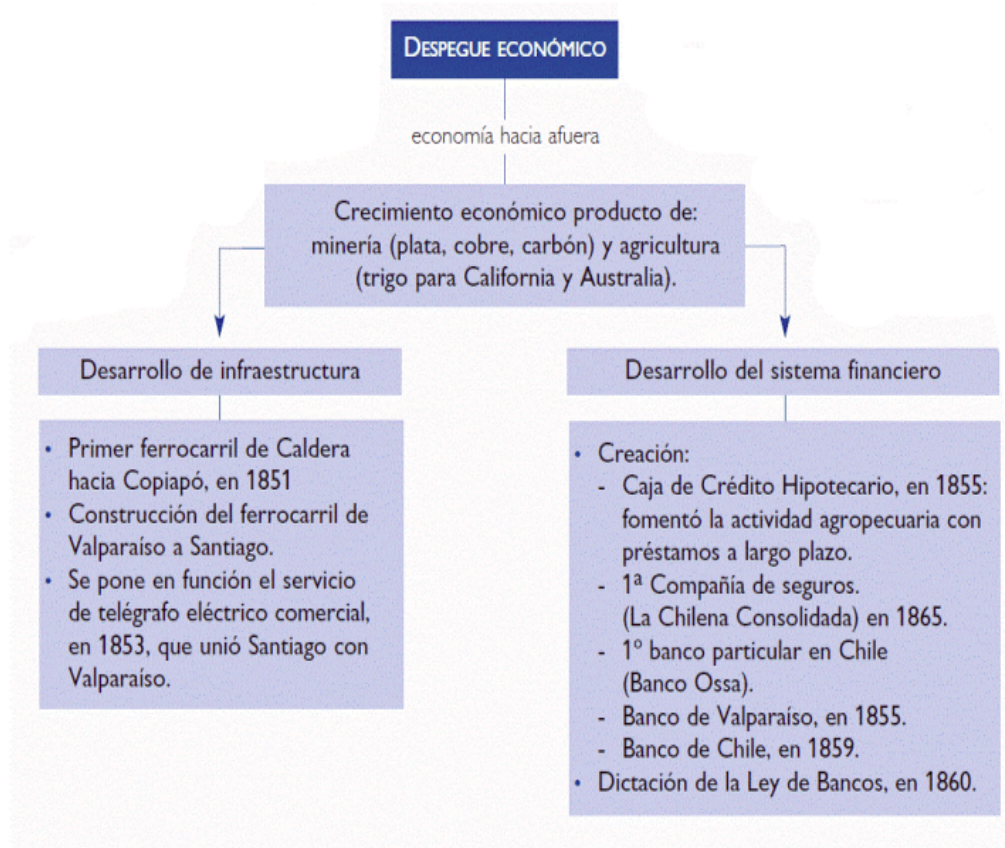 DESPEGUE ECONÓMICO
economía hacia afuera
Crecimiento económico producto de:
minería (plata, cobre, carbón) y agricultura
(trigo para California y Australia).
Desarrollo de infraestructura
• Primer ferrocarril de Caldera
hacia Copiapó, en 1851
• Construcción del ferrocarril de
Valparaíso a Santiago.
• Se pone en función el servicio
de telégrafo eléctrico comercial,
en 1853, que unió Santiago con
Valparaíso.
Desarrollo del sistema financiero
• Creación:
- Caja de Crédito Hipotecario, en 1855:
fomentó la actividad agropecuaria con
préstamos a largo plazo.
- 1ª Compañía de seguros.
(La Chilena Consolidada) en 1865.
- 1º banco particular en Chile
(Banco Ossa).
- Banco de Valparaíso, en 1855.
- Banco de Chile, en 1859.
• Dictación de la Ley de Bancos, en 1860.